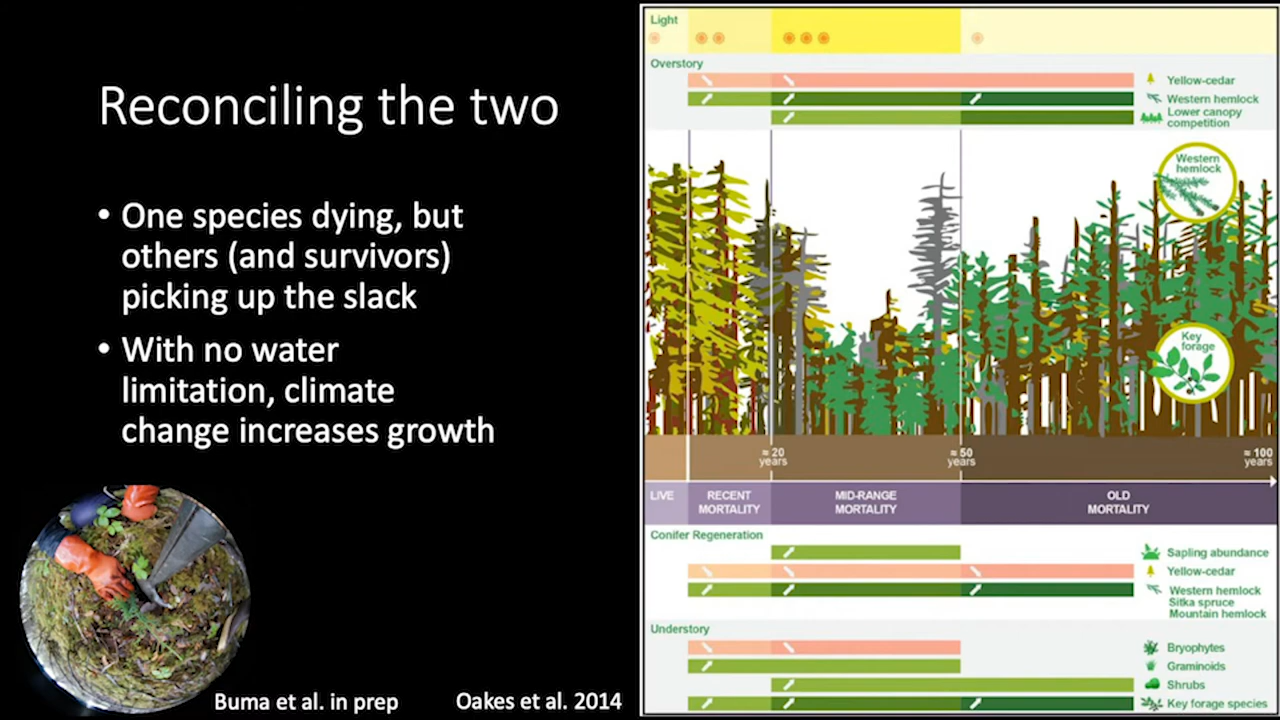 Reconciling the two
• One species dying, but
others (and survivors)
picking up the slack
• With no water
limitation, climate
change increases growth
Buma et al. in prep
Oakes et al. 2014
Light
Overstory
Yellow-cedar
Western hemlock
Lower canopy
competition
Western
hemlock
Key
forage
≈ 20
years
≈ 50
years
≈ 100
years
LIVE
RECENT
MORTALITY
MID-RANGE
MORTALITY
OLD
MORTALITY
Conifer Regeneration
Sapling abundance
Yellow-cedar
Western hemlock
Sitka spruce
Mountain hemlock
Understory
Bryophytes
Graminoids
Shrubs
Key forage species